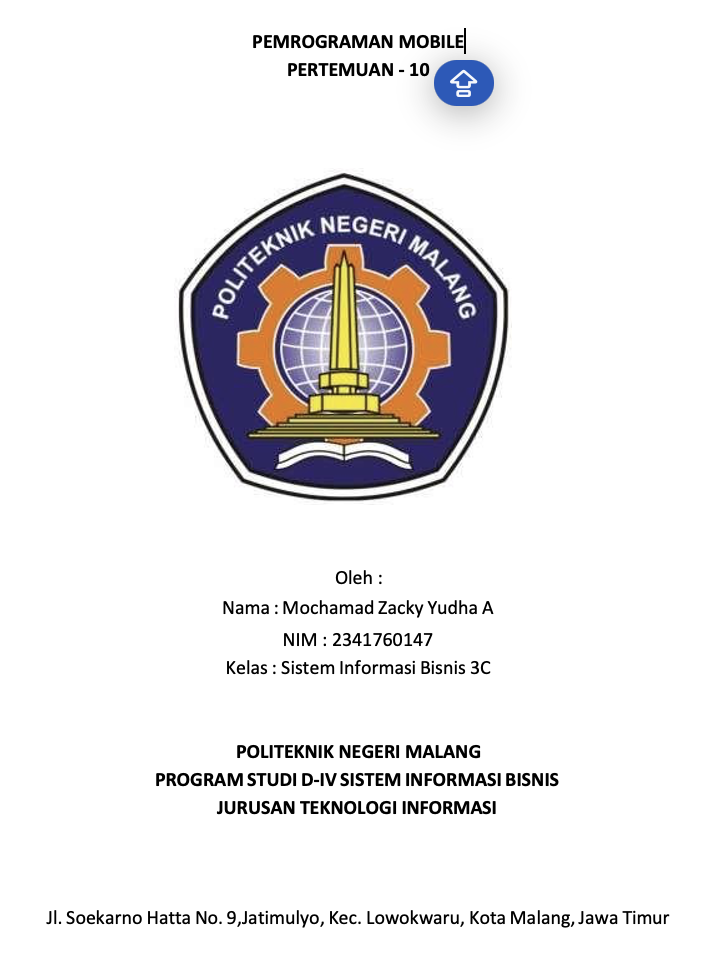 PEMROGRAMAN MOBILE
PERTEMUAN - 10
POLITEKNIK NEGERI MALANG
Oleh :
Nama : Mochamad Zacky Yudha A
NIM : 2341760147
Kelas : Sistem Informasi Bisnis 3C
POLITEKNIK NEGERI MALANG
PROGRAM STUDI D-IV SISTEM INFORMASI BISNIS
JURUSAN TEKNOLOGI INFORMASI
Jl. Soekarno Hatta No. 9,Jatimulyo, Kec. Lowokwaru, Kota Malang, Jawa Timur